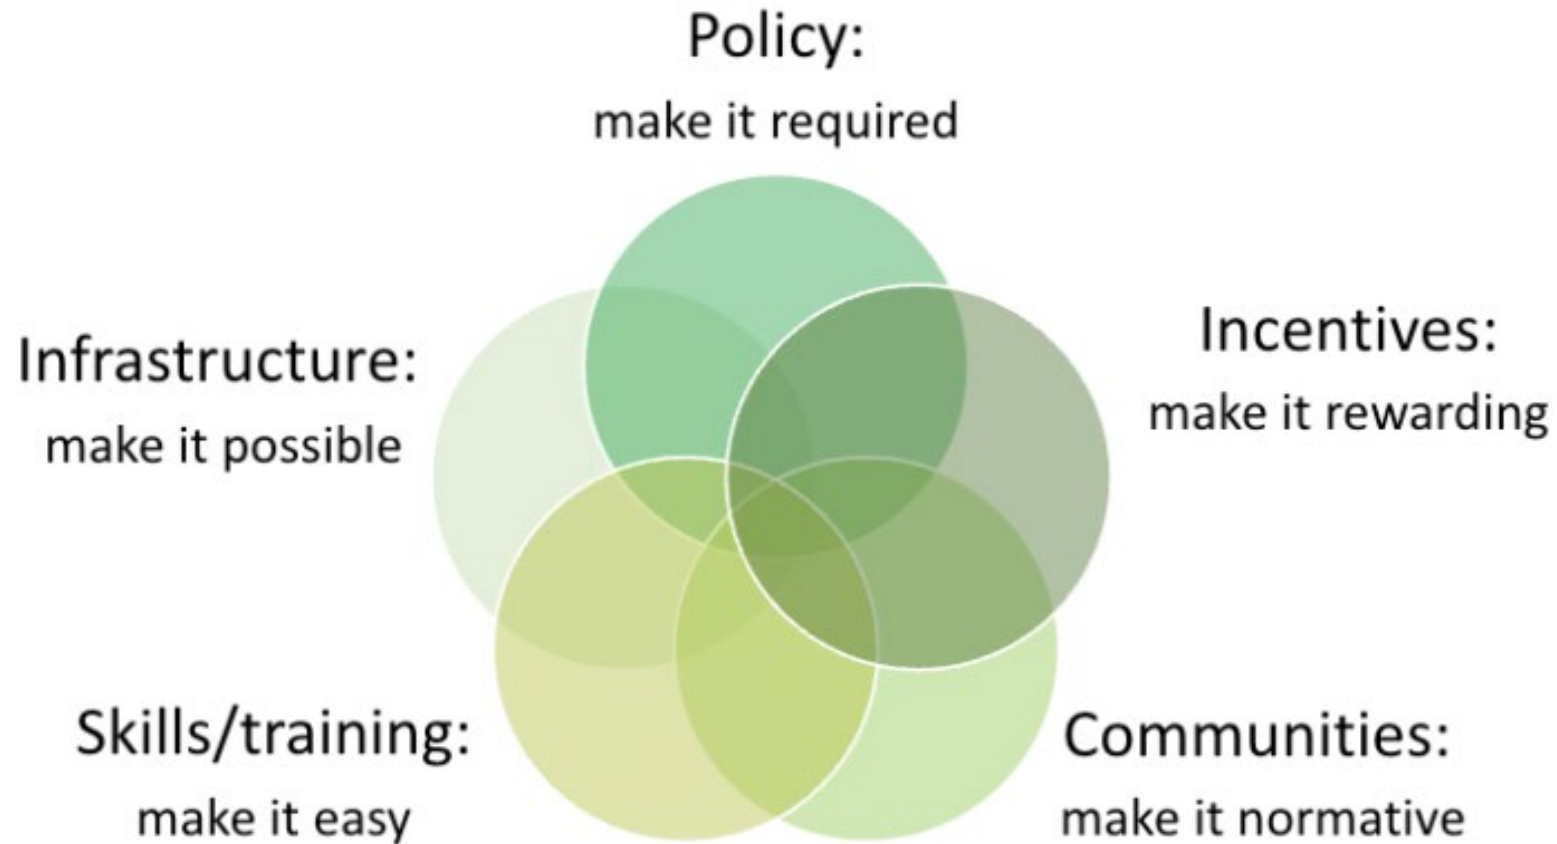 Policy:
make it required
Incentives:
make it rewarding
Infrastructure:
make it possible
Skills/training:
make it easy
Communities:
make it normative